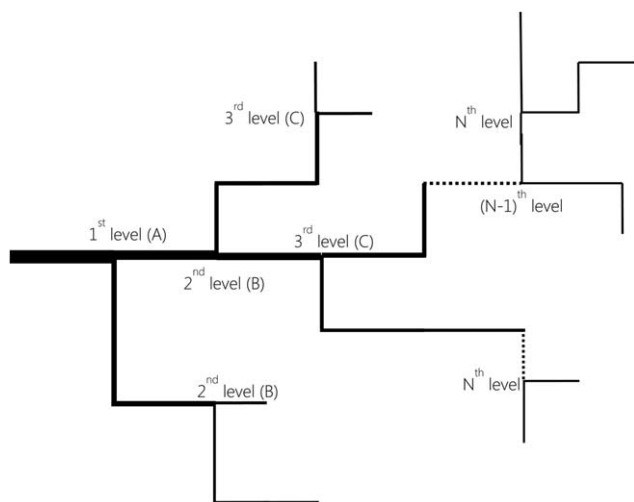 3rd level (C)
Nth level
(N-1)th level
1st level (A)
3rd level (C)
2nd level (B)
2nd level (B)
Nth level